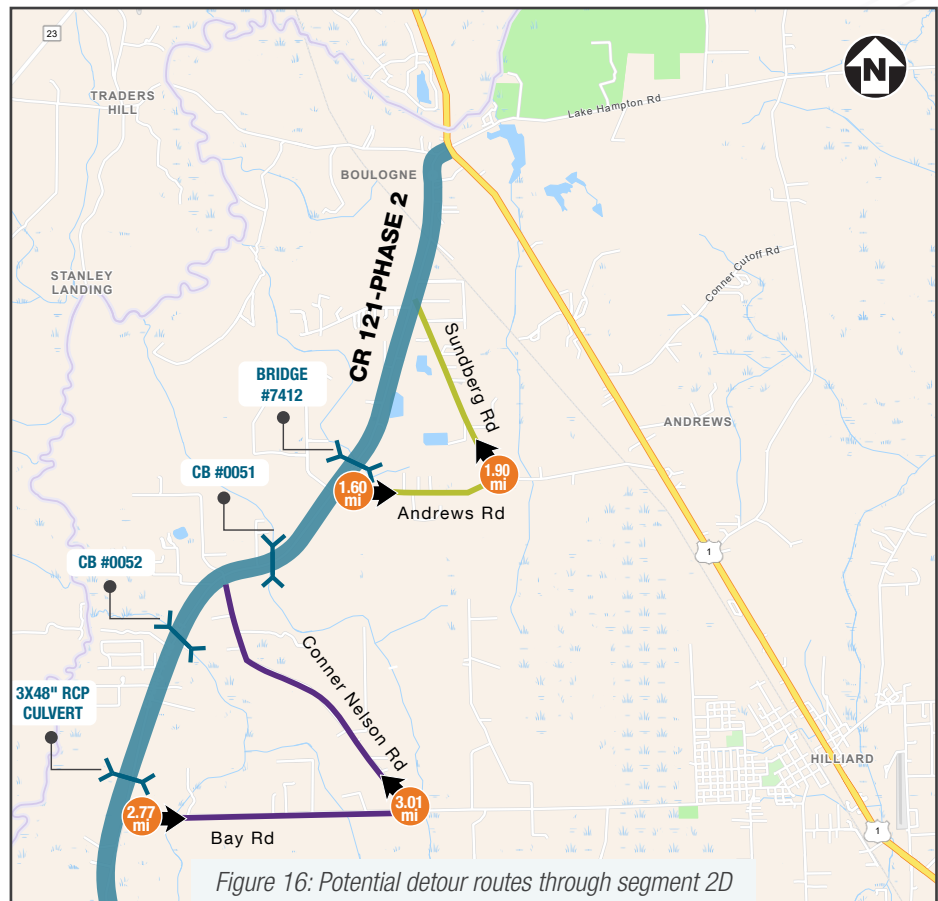 23
TRADERS
HILL
N
Lake Hampton Rd
BOULOGNE
CR 121-PHASE 2
Conner Cutoff Rd
STANLEY
LANDING
Sundberg Rd
BRIDGE
#7412
ANDREWS
CB #0051
1.60
mi
1.90
mi
Andrews Rd
1
CB #0052
3X48" RCP
CULVERT
Conner Nelson Rd
HILLIARD
2.77
mi
3.01
mi
Bay Rd
1
Figure 16: Potential detour routes through segment 2D